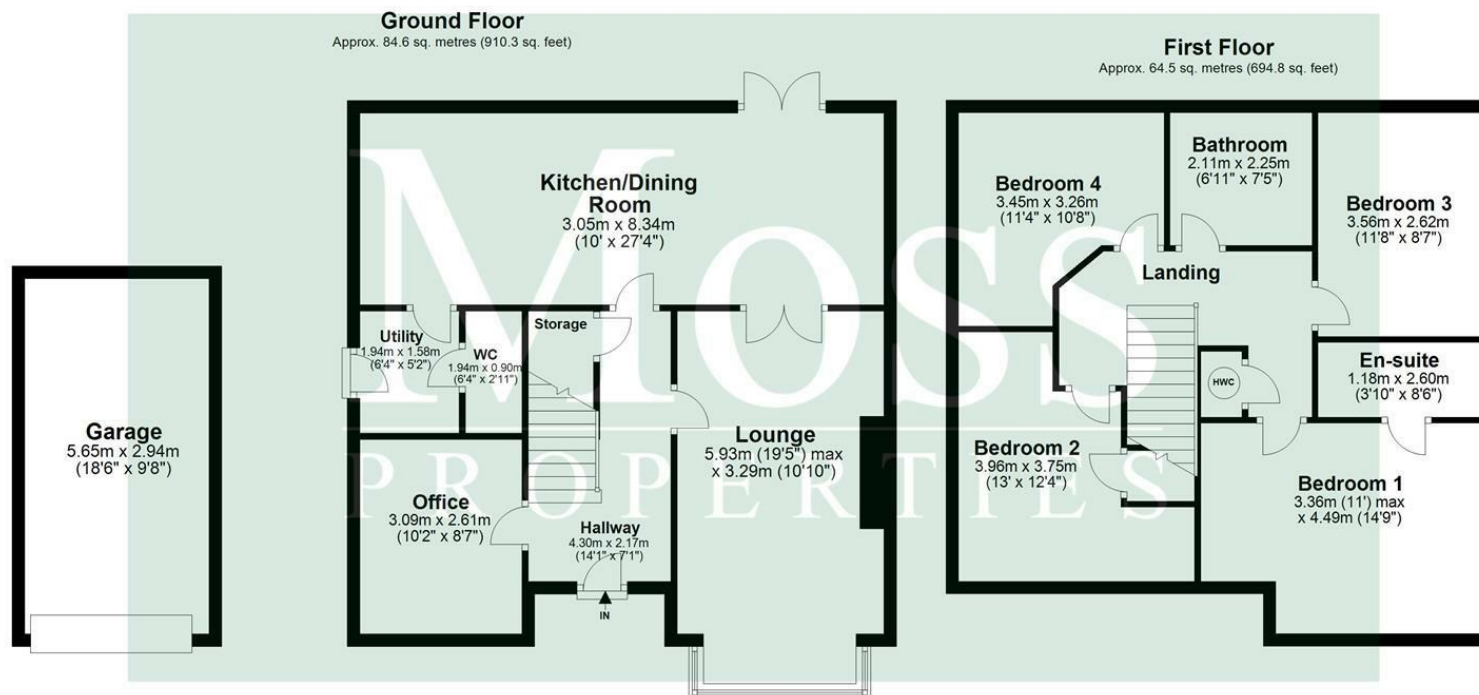 Ground Floor
Approx. 84.6 sq. metres (910.3 sq. feet)
First Floor
Approx. 64.5 sq. metres (694.8 sq. feet)
Kitchen/Dining
Room
3.05m x 8.34m
(10' x 27'4")
Utility
1.94m x 1.58m
(6'4" x 5'2")
WC
1.94m x 0.90m
(6'4" x 2'11")
Storage
Garage
5.65m x 2.94m
(18'6" x 9'8")
Office
3.09m x 2.61m
(10'2" x 8'7")
Hallway
4.30m x 2.17m
(14'1" x 7'1")
IN
Lounge
5.93m (19'5") max
x 3.29m (10'10")
Bedroom 4
3.45m x 3.26m
(11'4" x 10'8")
Bathroom
2.11m x 2.25m
(6'11" x 7'5")
Bedroom 3
3.56m x 2.62m
(11'8" x 8'7")
Landing
HWC
En-suite
1.18m x 2.60m
(3'10" x 8'6")
Bedroom 2
3.96m x 3.75m
(13' x 12'4")
Bedroom 1
3.36m (11') max
x 4.49m (14'9")
Moss
PROPERTIES